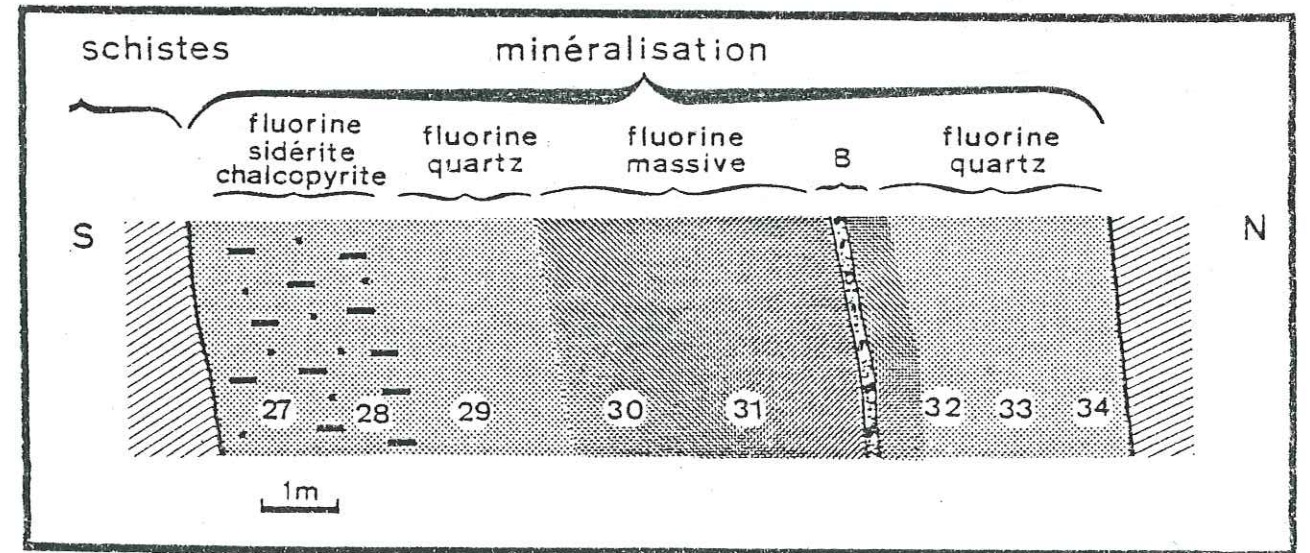 schistes minéralisation
fluorine
sidérite
chalcopyrite
fluorine
quartz
fluorine
massive
B
fluorine
quartz
S
N
27 28 29 30 31 32 33 34
1m